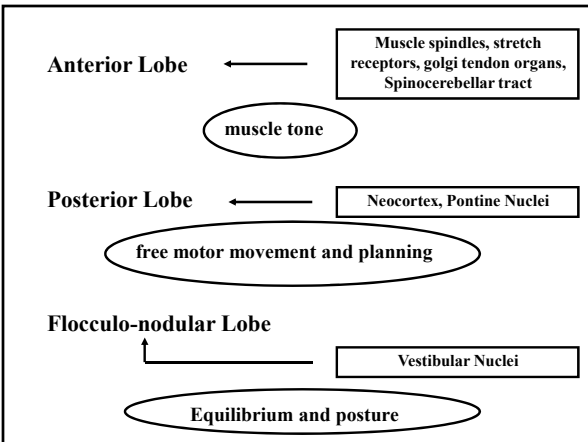 Anterior Lobe
Muscle spindles, stretch
receptors, golgi tendon organs,
Spinocerebellar tract
muscle tone
Posterior Lobe
Neocortex, Pontine Nuclei
free motor movement and planning
Flocculo-nodular Lobe
Vestibular Nuclei
Equilibrium and posture